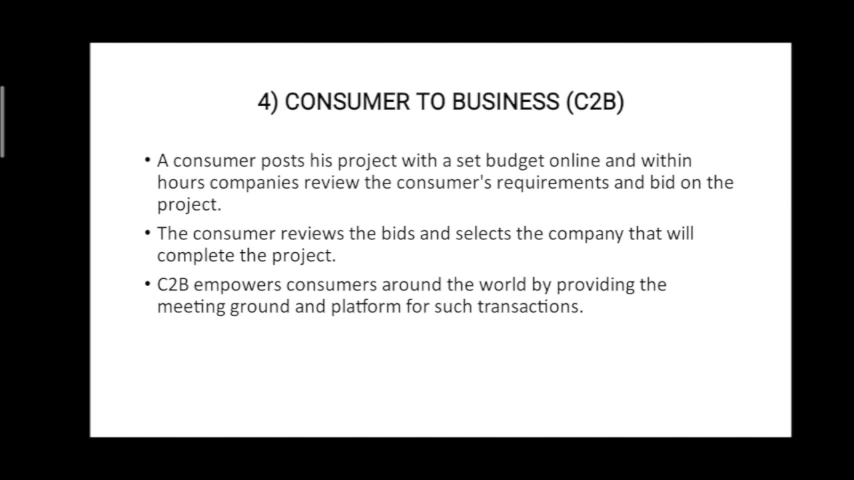 4) CONSUMER TO BUSINESS (C2B)
• A consumer posts his project with a set budget online and within
hours companies review the consumer's requirements and bid on the
project.
• The consumer reviews the bids and selects the company that will
complete the project.
• C2B empowers consumers around the world by providing the
meeting ground and platform for such transactions.